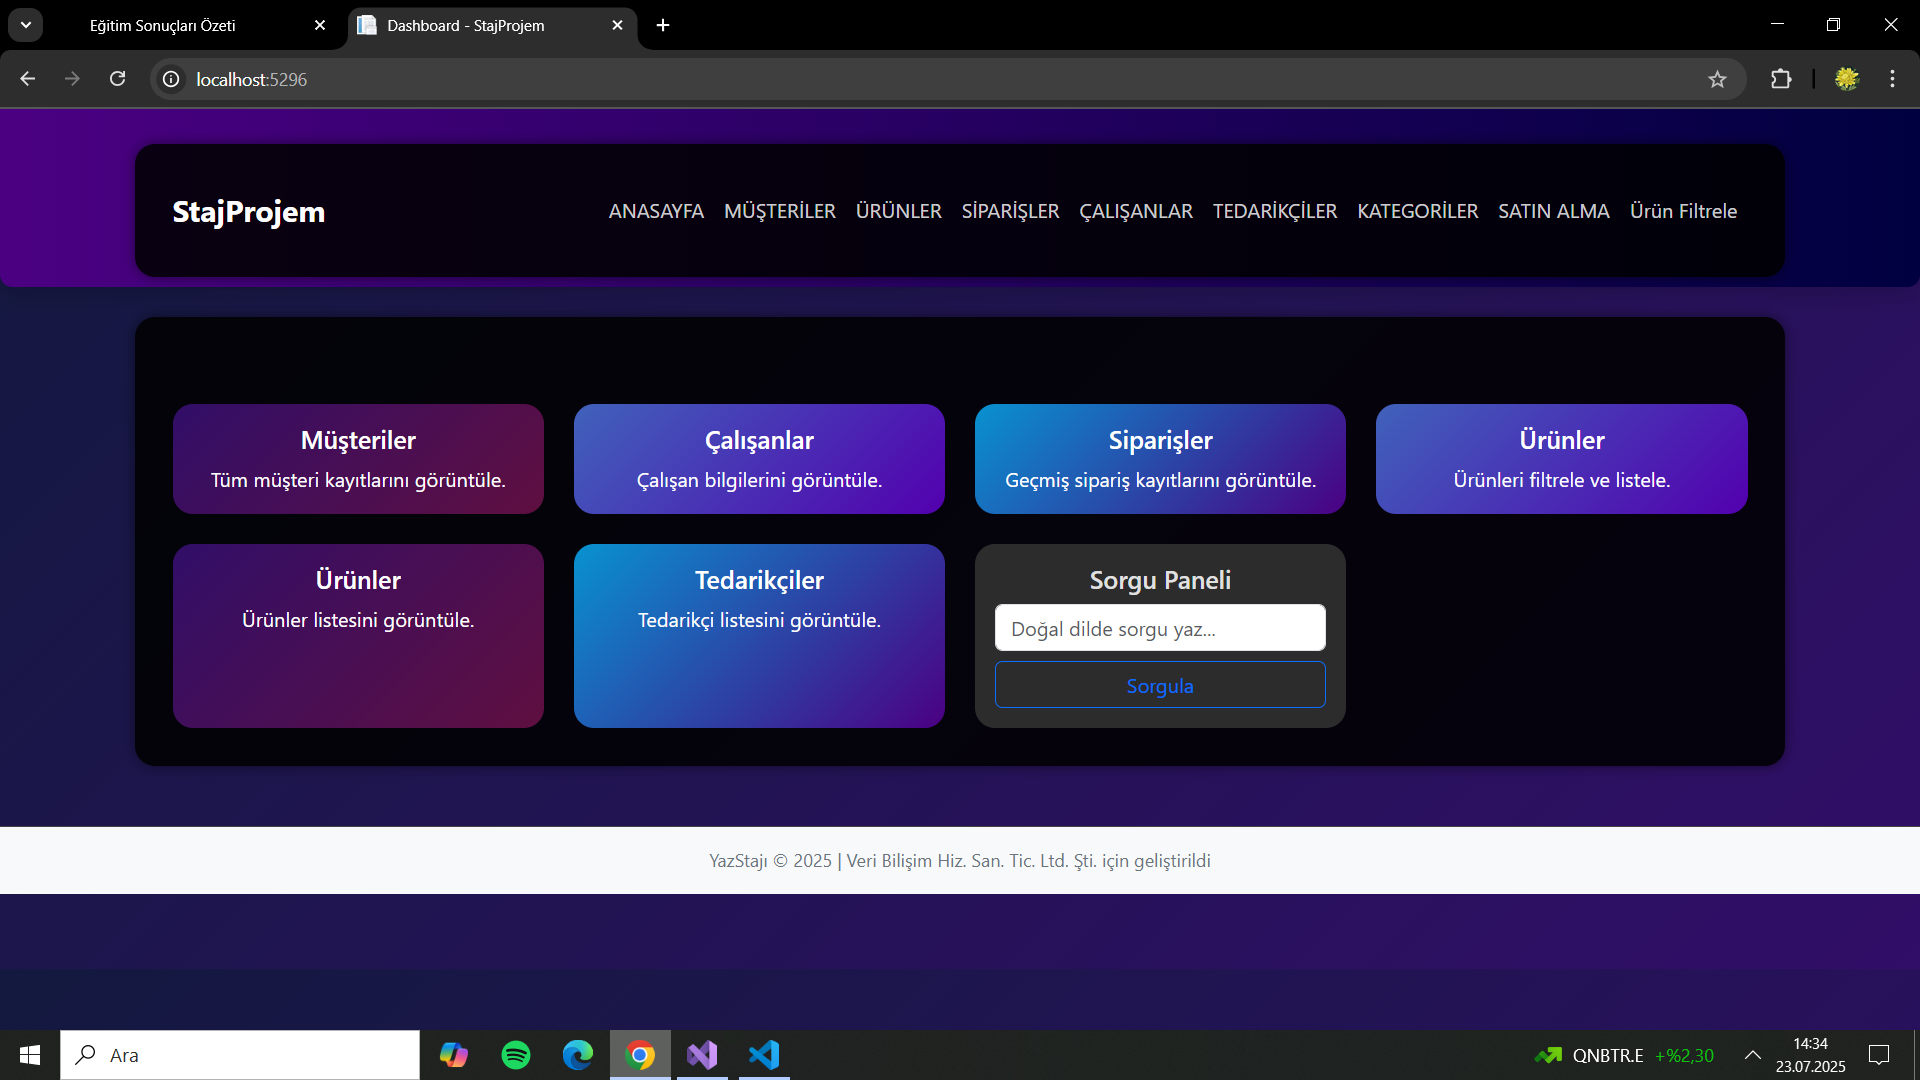 Eğitim Sonuçları Özeti
Dashboard - StajProjem
localhost:5296
StajProjem
ANASAYFA MÜŞTERİLER ÜRÜNLER SİPARİŞLER ÇALIŞANLAR TEDARİKÇİLER KATEGORİLER SATIN ALMA Ürün Filtrele
Müşteriler
Tüm müşteri kayıtlarını görüntüle.
Çalışanlar
Çalışan bilgilerini görüntüle.
Siparişler
Geçmiş sipariş kayıtlarını görüntüle.
Ürünler
Ürünleri filtrele ve listele.
Ürünler
Ürünler listesini görüntüle.
Tedarikçiler
Tedarikçi listesini görüntüle.
Sorgu Paneli
Doğal dilde sorgu yaz...
Sorgula
YazStajı © 2025 | Veri Bilişim Hiz. San. Tic. Ltd. Şti. için geliştirildi
Ara
QNBTR.E +%2,30
14:34
23.07.2025